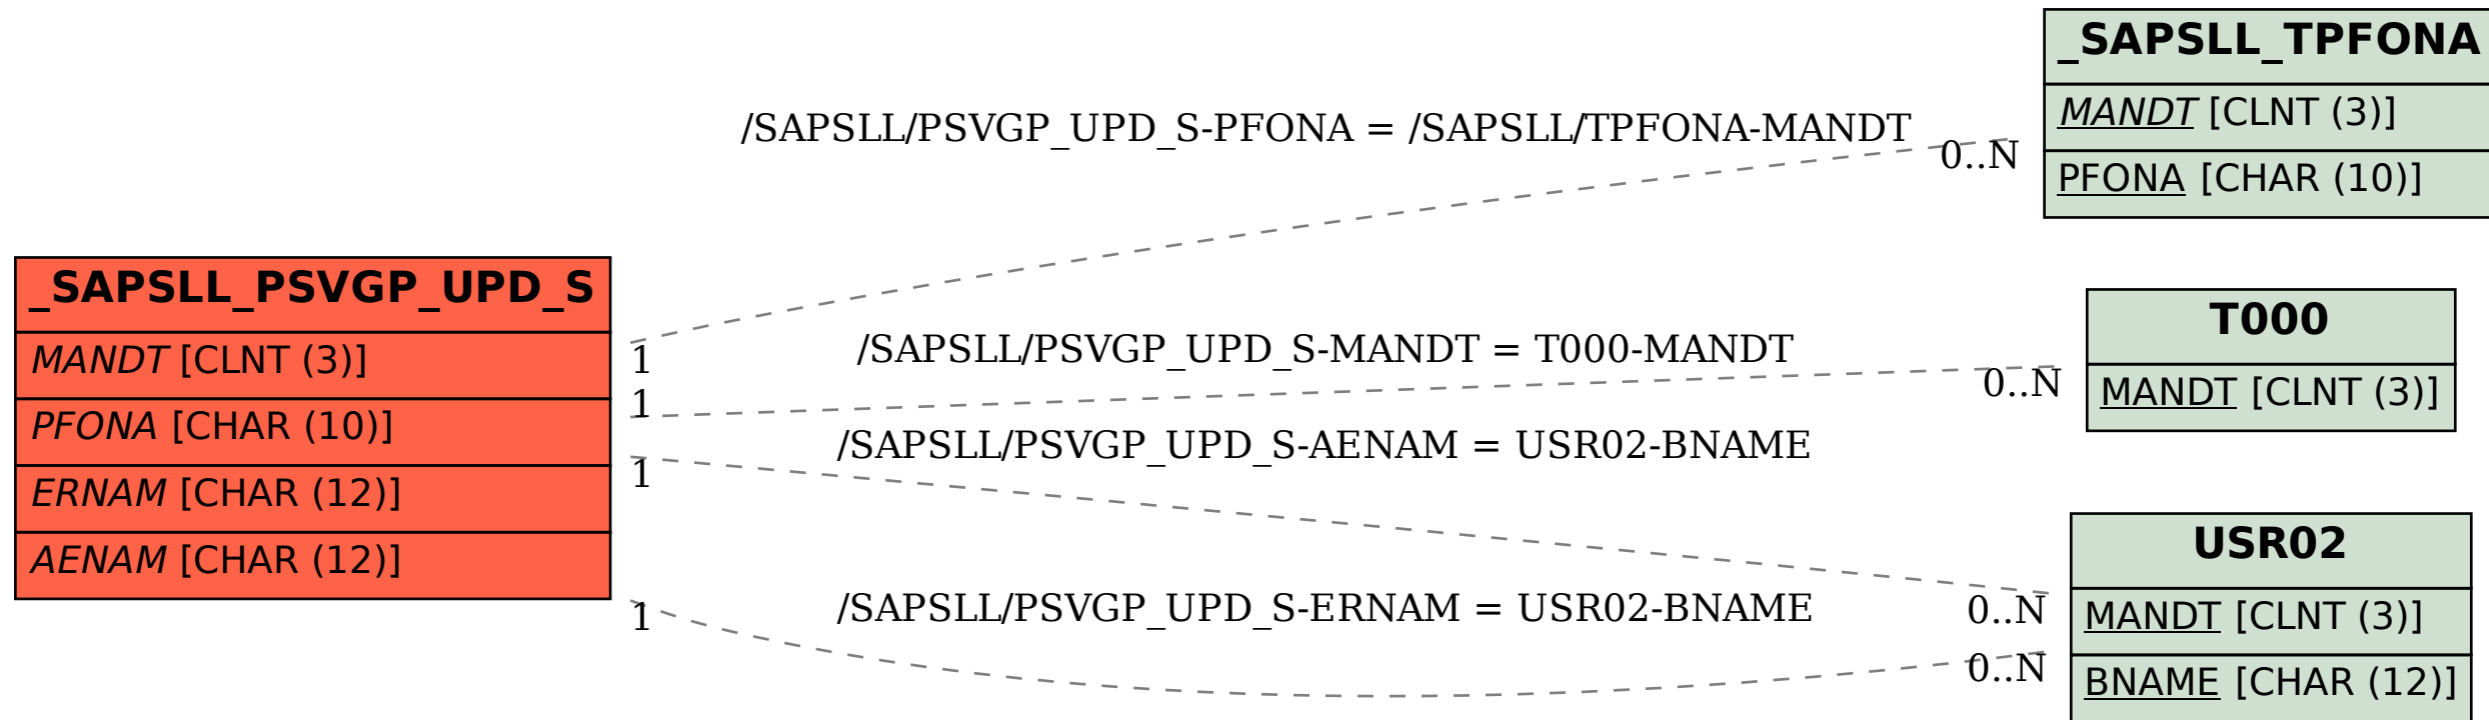 _SAPSLL_TPFONA
MANDT [CLNT (3)]
PFONA [CHAR (10)]
/SAPSLL/PSVGP_UPD_S-PFONA = /SAPSLL/TPFONA-MANDT
0..N
_SAPSLL_PSVGP_UPD_S
MANDT [CLNT (3)]
PFONA [CHAR (10)]
ERNAM [CHAR (12)]
AENAM [CHAR (12)]
1
1
1
1
/SAPSLL/PSVGP_UPD_S-MANDT = T000-MANDT
0..N
T000
MANDT [CLNT (3)]
/SAPSLL/PSVGP_UPD_S-AENAM = USR02-BNAME
0..N
/SAPSLL/PSVGP_UPD_S-ERNAM = USR02-BNAME
0..N
USR02
MANDT [CLNT (3)]
BNAME [CHAR (12)]